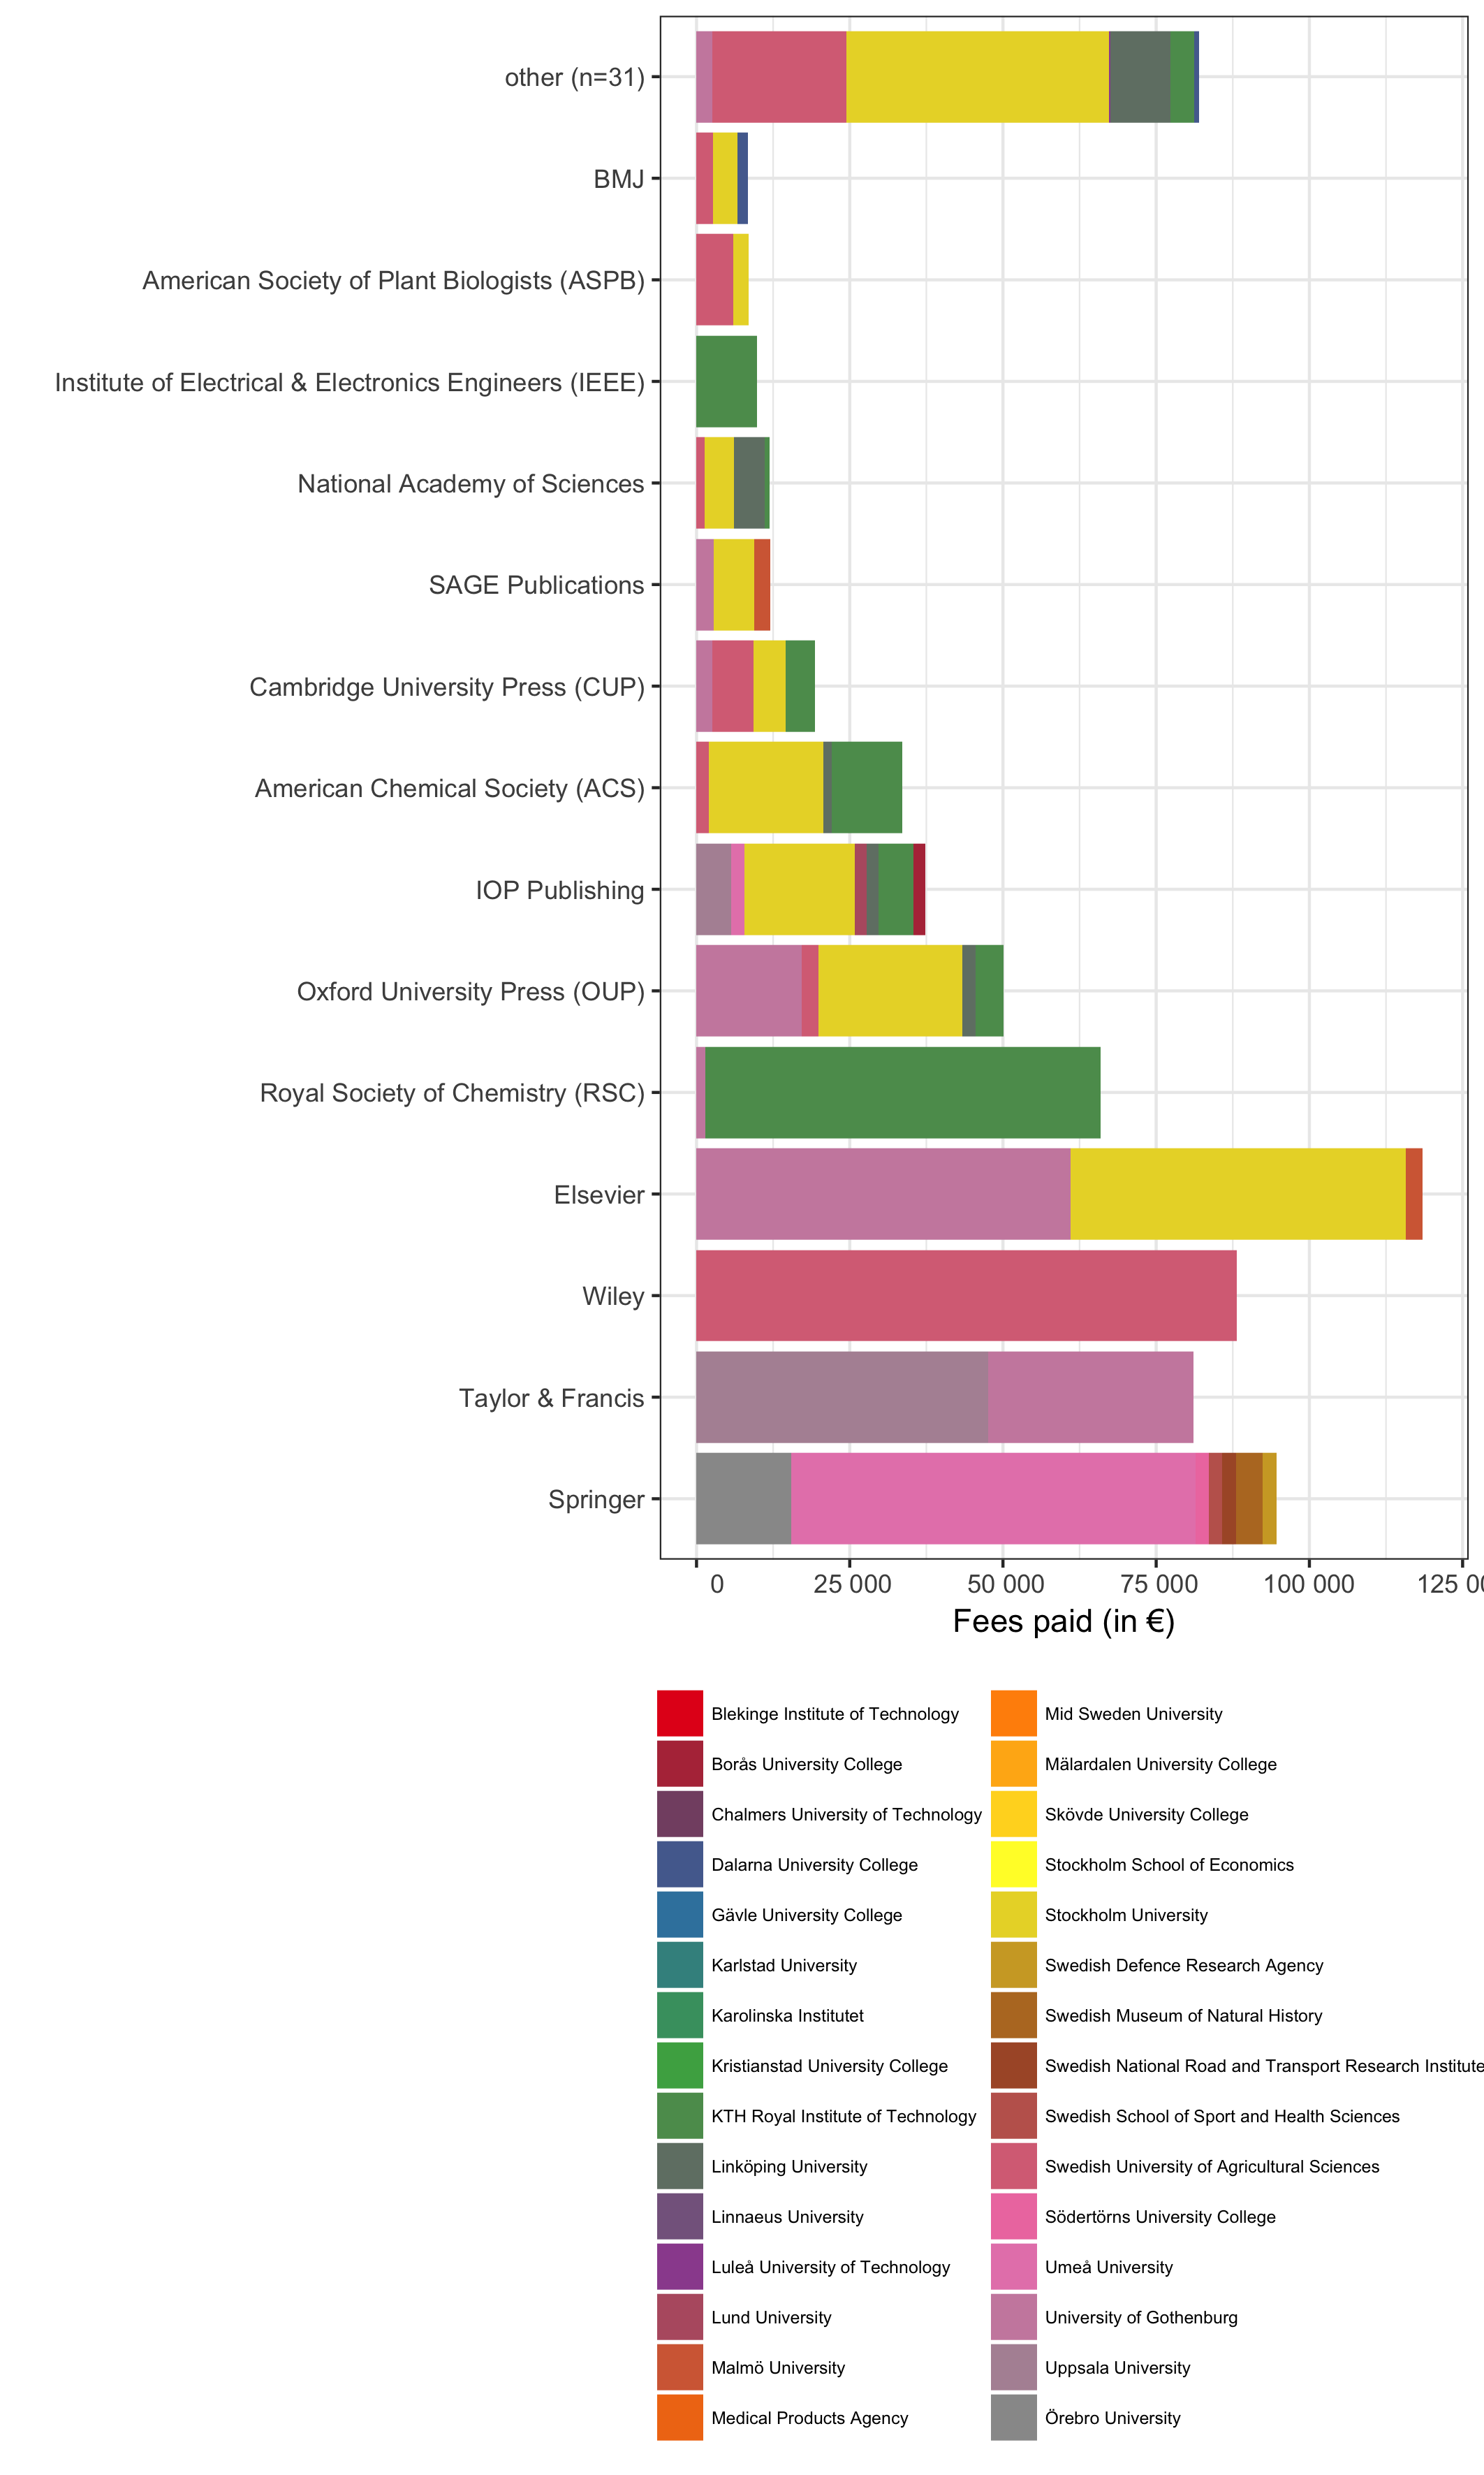 other (n=31)
BMJ
American Society of Plant Biologists (ASPB)
Institute of Electrical & Electronics Engineers (IEEE)
National Academy of Sciences
SAGE Publications
Cambridge University Press (CUP)
American Chemical Society (ACS)
IOP Publishing
Oxford University Press (OUP)
Royal Society of Chemistry (RSC)
Elsevier
Wiley
Taylor & Francis
Springer
0 25 000 50 000 75 000 100 000 125 0
Fees paid (in €)
Blekinge Institute of Technology
Borås University College
Chalmers University of Technology
Dalarna University College
Gävle University College
Karlstad University
Karolinska Institutet
Kristianstad University College
KTH Royal Institute of Technology
Linköping University
Linnaeus University
Luleå University of Technology
Lund University
Malmö University
Medical Products Agency
Mid Sweden University
Mälardalen University College
Skövde University College
Stockholm School of Economics
Stockholm University
Swedish Defence Research Agency
Swedish Museum of Natural History
Swedish National Road and Transport Research Institute
Swedish School of Sport and Health Sciences
Swedish University of Agricultural Sciences
Södertörns University College
Umeå University
University of Gothenburg
Uppsala University
Örebro University